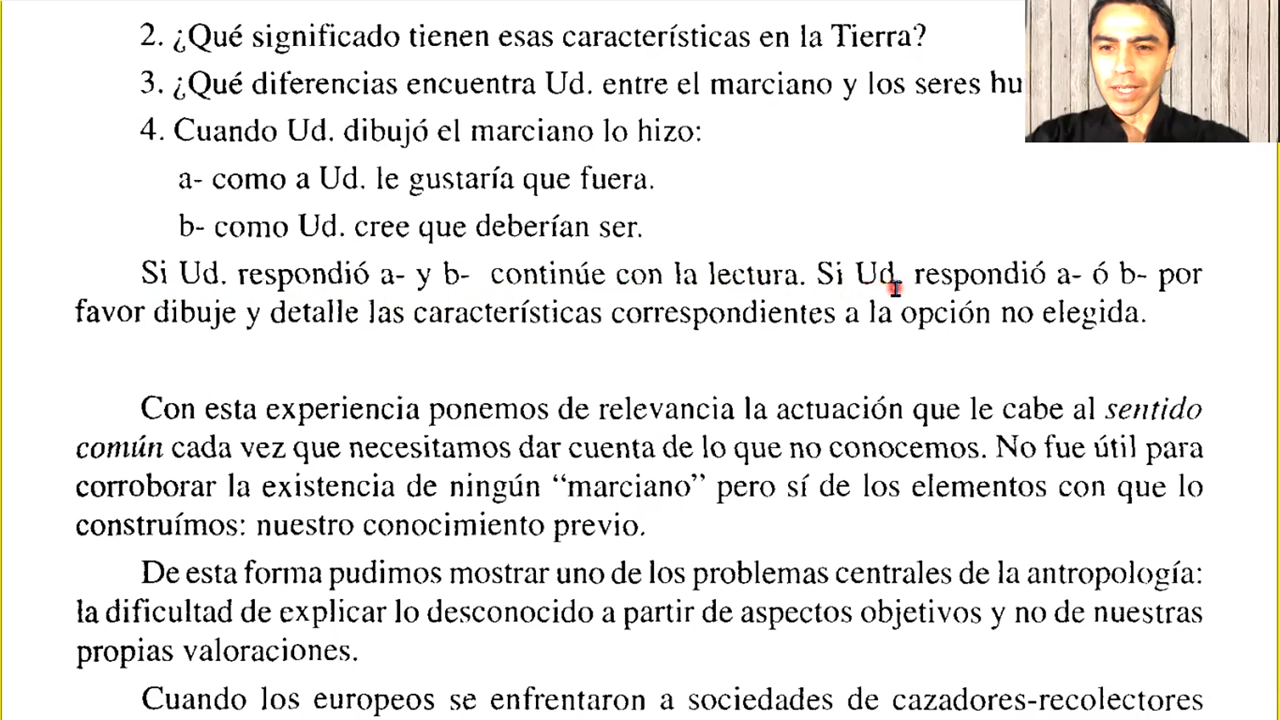 2. ¿Qué significado tienen esas características en la Tierra?
3. ¿Qué diferencias encuentra Ud. entre el marciano y los seres hu
4. Cuando Ud. dibujó el marciano lo hizo:
a- como a Ud. le gustaría que fuera.
b- como Ud. cree que deberían ser.
Si Ud. respondió a- y b- continúe con la lectura. Si Ud. respondió a- ó b- por
favor dibuje y detalle las características correspondientes a la opción no elegida.
Con esta experiencia ponemos de relevancia la actuación que le cabe al sentido
común cada vez que necesitamos dar cuenta de lo que no conocemos. No fue útil para
corroborar la existencia de ningún “marciano” pero sí de los elementos con que lo
construímos: nuestro conocimiento previo.
De esta forma pudimos mostrar uno de los problemas centrales de la antropología:
la dificultad de explicar lo desconocido a partir de aspectos objetivos y no de nuestras
propias valoraciones.
Cuando los europeos se enfrentaron a sociedades de cazadores-recolectores